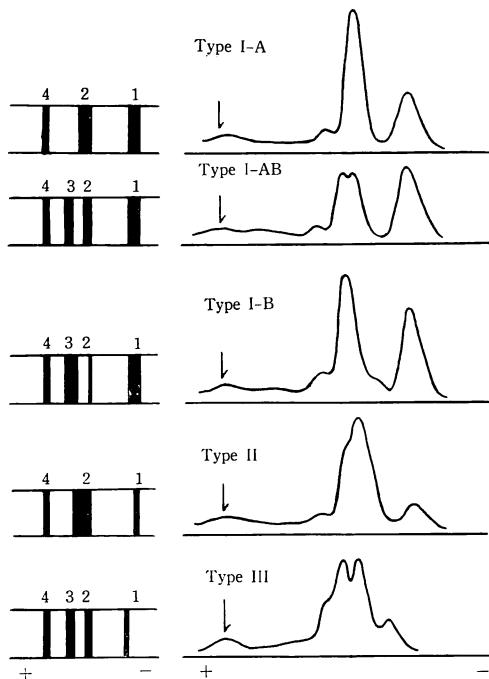 Type I-A
4 2 1
Type I-AB
4 3 2 1
Type I-B
4 3 2 1
Type II
4 2 1
Type III
4 3 2 1
+ − + −